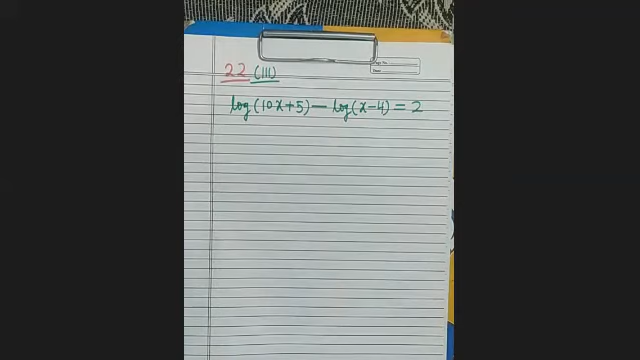 22 (III)
log(10x+5) — log(x-4) = 2